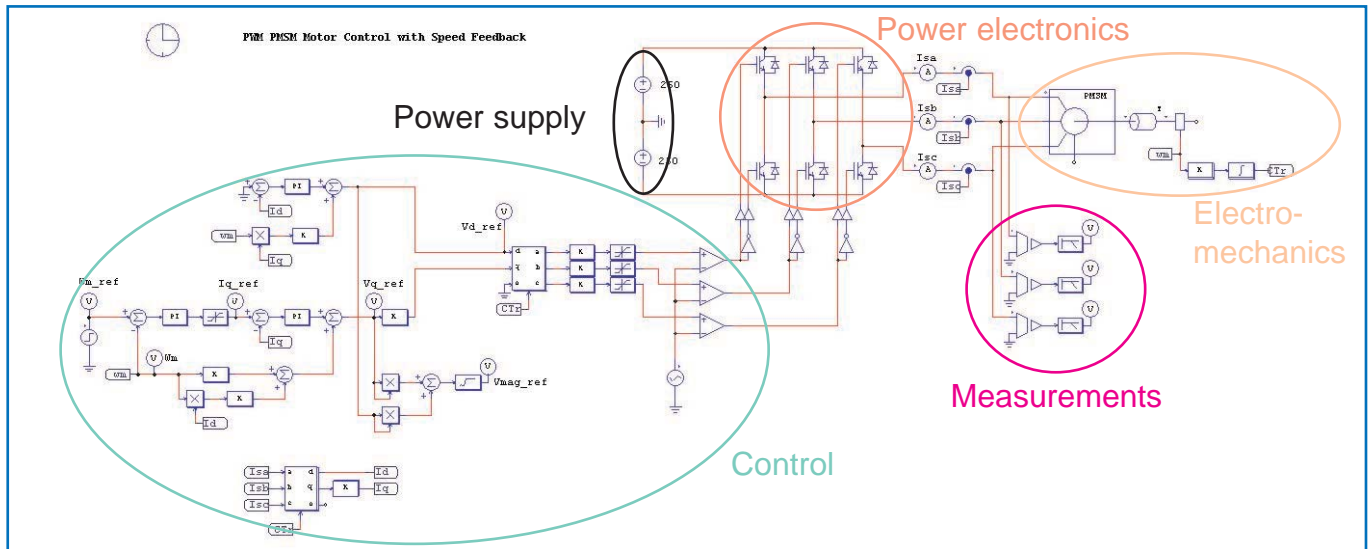 PWM PMSM Motor Control with Speed Feedback
Power electronics
Power supply
250
250
Isa
A
Isa
Isb
A
Isb
Isc
A
Isc
PMSM
T
wm
K
CTr
Electro-
mechanics
V
V
V
Measurements
PI
Id
wm
K
Iq
V
Vd_ref
d
q
o
a
b
c
K
K
K
CTr
Wm_ref
V
Iq_ref
V
Vq_ref
V
PI
PI
K
Iq
V
Wm
wm
K
K
Id
V
Vmag_ref
Control
Isa
Isb
Isc
a
b
c
d
q
o
K
Id
Iq
CTr